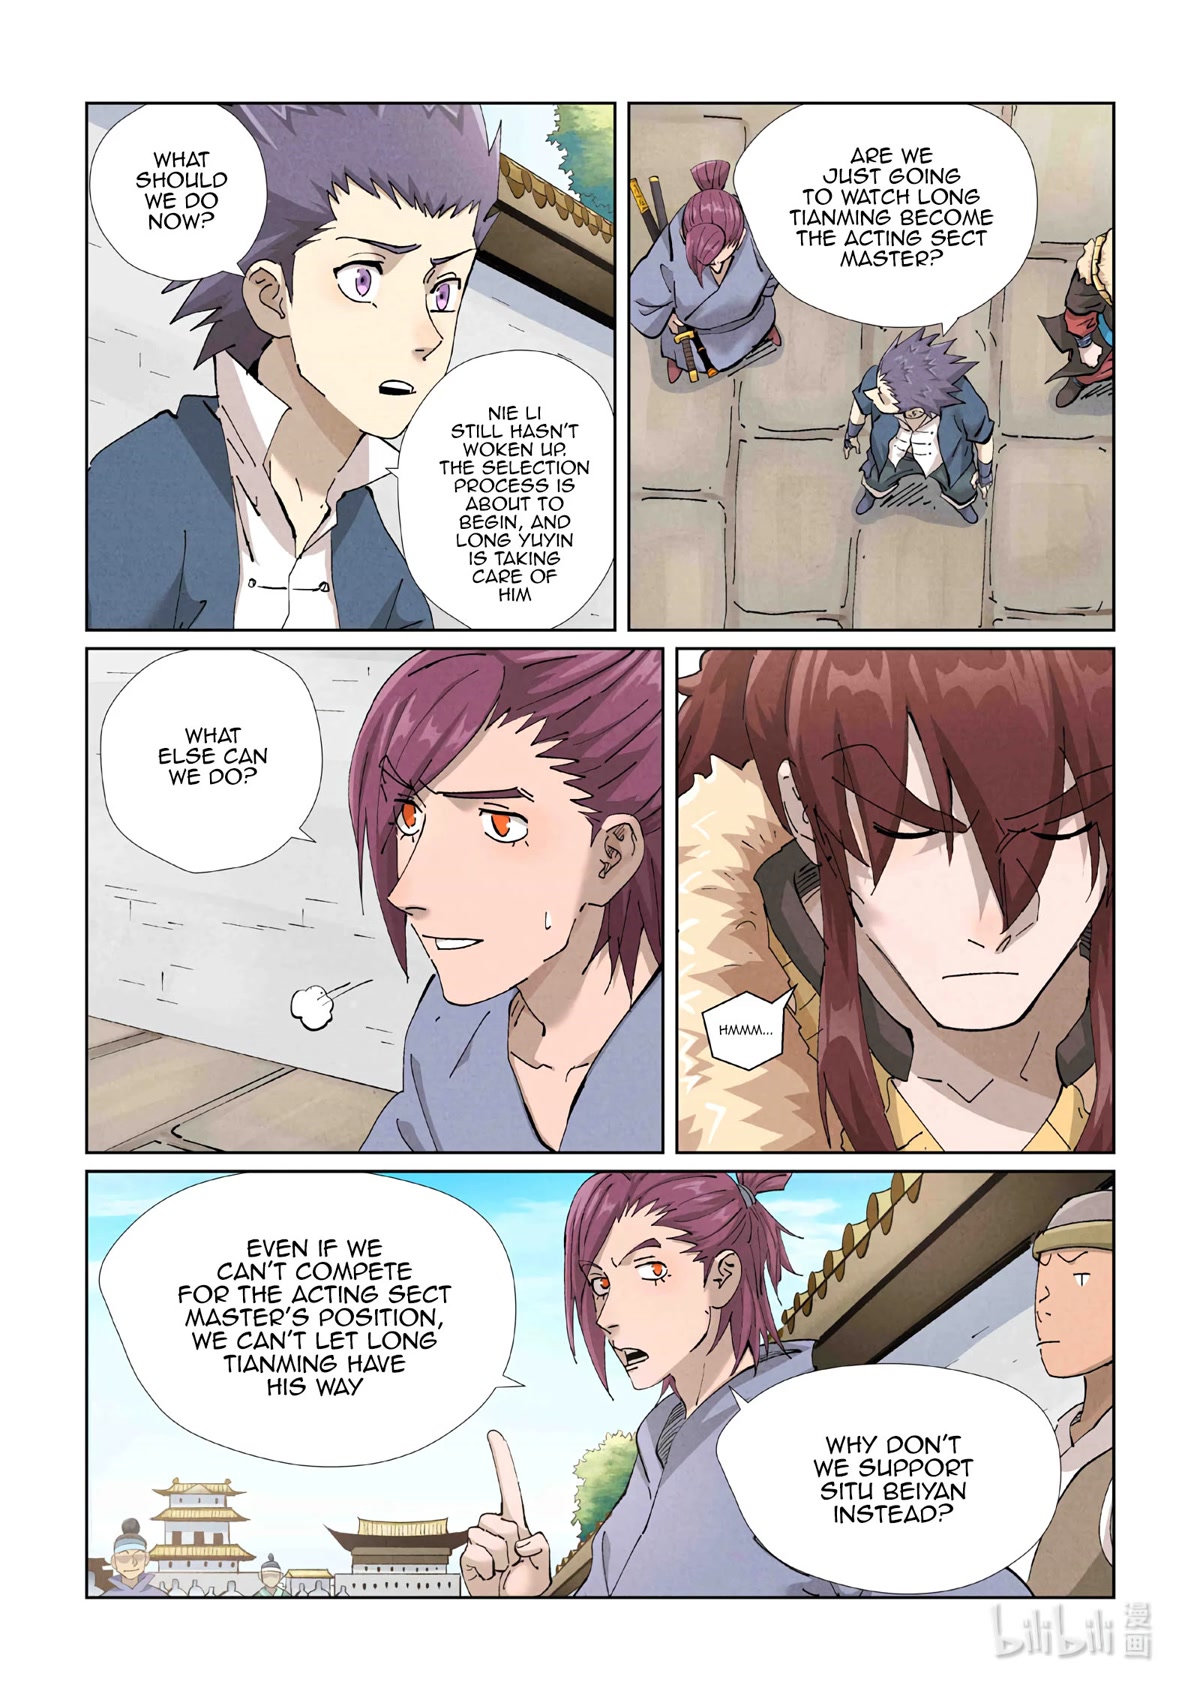 WHAT
SHOULD
WE DO
NOW?
NIE LI
STILL HASN'T
WOKEN UP.
THE SELECTION
PROCESS IS
ABOUT TO
BEGIN, AND
LONG YUYIN
IS TAKING
CARE OF
HIM
ARE WE
JUST GOING
TO WATCH LONG
TIANMING BECOME
THE ACTING SECT
MASTER?
WHAT
ELSE CAN
WE DO?
HMMM...
EVEN IF WE
CAN'T COMPETE
FOR THE ACTING SECT
MASTER'S POSITION,
WE CAN'T LET LONG
TIANMING HAVE
HIS WAY
WHY DON'T
WE SUPPORT
SITU BEIYAN
INSTEAD?
bilibili 漫画